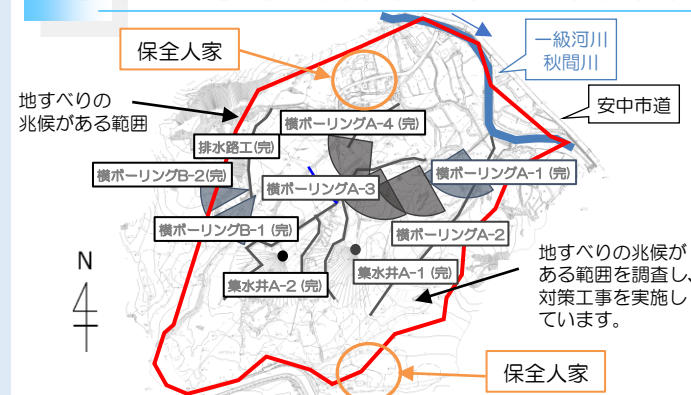 保全人家
一級河川
秋間川
地すべりの
兆候がある範囲
安中市道
横ボーリングA-4 (完)
排水路工(完)
横ボーリングB-2(完)
横ボーリングA-3
横ボーリングA-1 (完)
横ボーリングB-1 (完)
横ボーリングA-2
集水井A-2 (完)
集水井A-1 (完)
地すべりの兆候が
ある範囲を調査し、
対策工事を実施し
ています。
N
保全人家